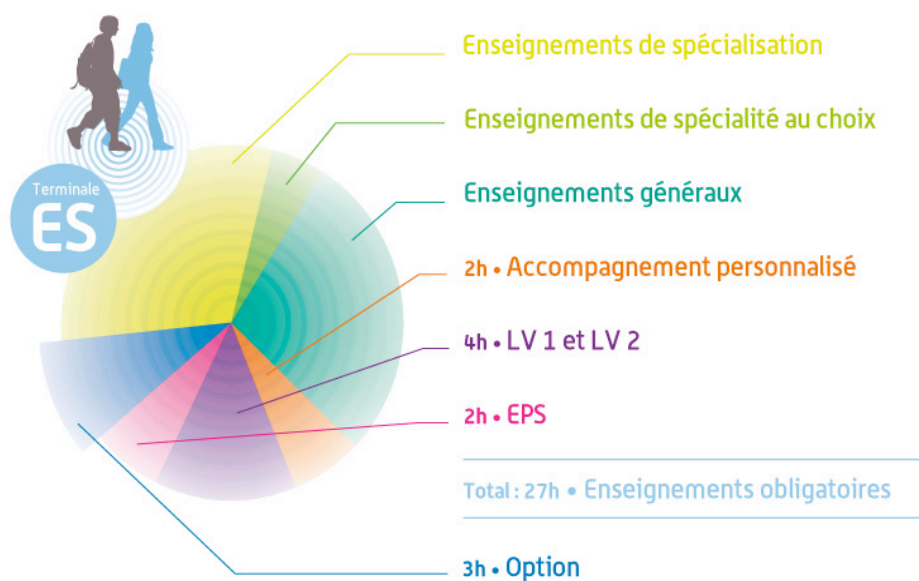 Terminale
ES
Enseignements de spécialisation
Enseignements de spécialité au choix
Enseignements généraux
2h • Accompagnement personnalisé
4h • LV 1 et LV 2
2h • EPS
Total : 27h • Enseignements obligatoires
3h • Option